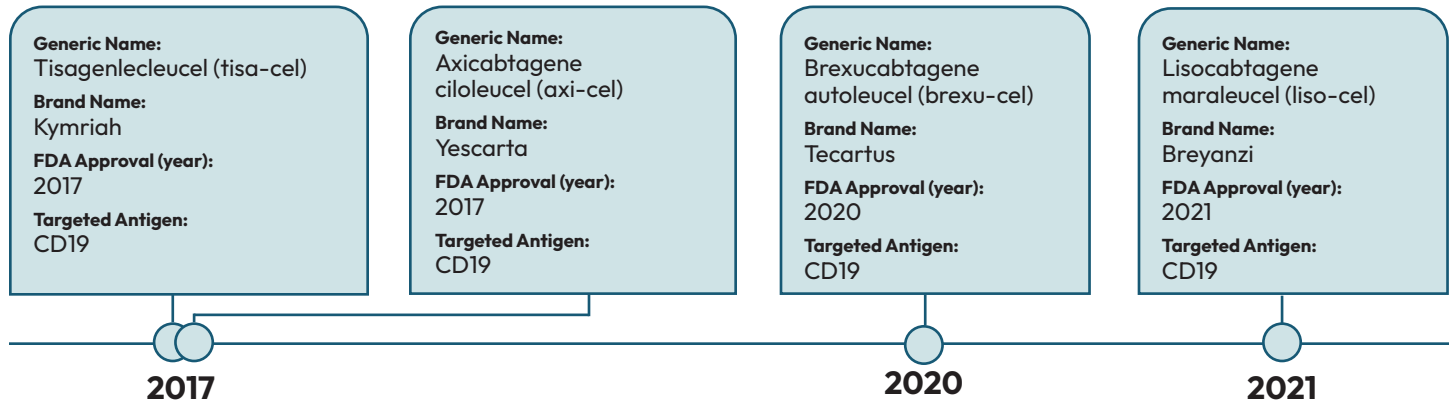 Generic Name:
Tisagenlecleucel (tisa-cel)
Brand Name:
Kymriah
FDA Approval (year):
2017
Targeted Antigen:
CD19
Generic Name:
Axicabtagene
ciloleucel (axi-cel)
Brand Name:
Yescarta
FDA Approval (year):
2017
Targeted Antigen:
CD19
Generic Name:
Brexucabtagene
autoleucel (brexu-cel)
Brand Name:
Tecartus
FDA Approval (year):
2020
Targeted Antigen:
CD19
Generic Name:
Lisocabtagene
maraleucel (liso-cel)
Brand Name:
Breyanzi
FDA Approval (year):
2021
Targeted Antigen:
CD19
2017
2020
2021